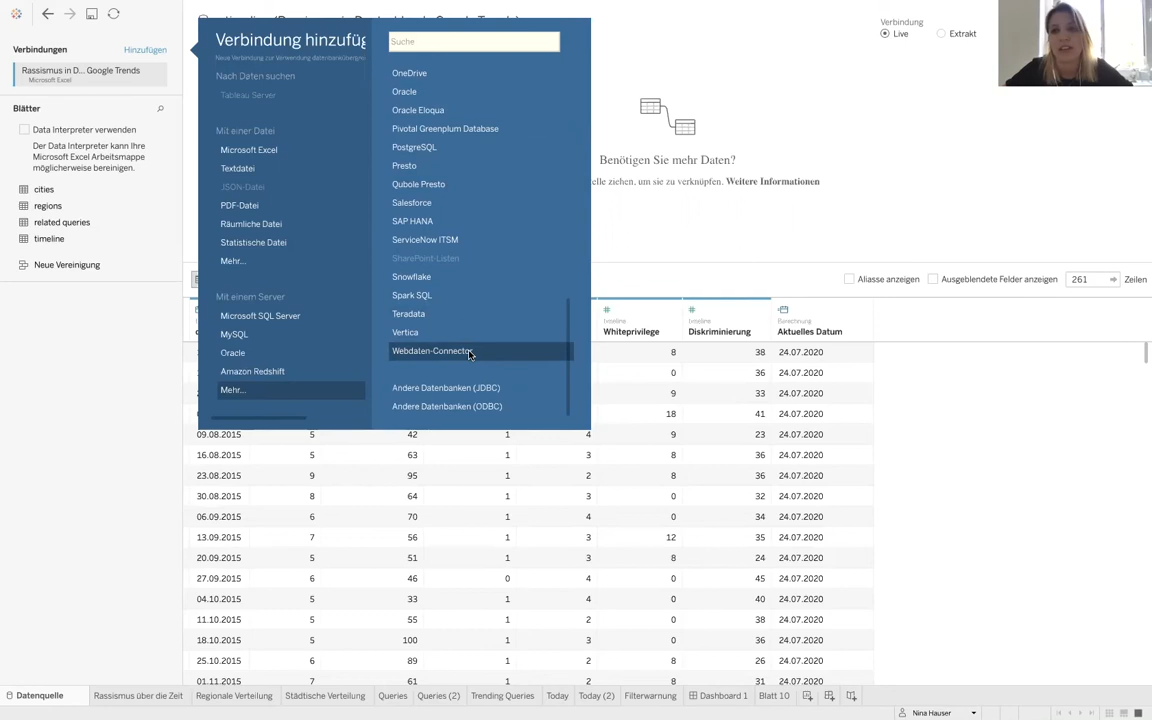 Verbindungen
Hinzufügen
Rassismus in D... Google Trends
Microsoft Excel
Blätter
Data Interpreter verwenden
Der Data Interpreter kann Ihre
Microsoft Excel Arbeitsmappe
möglicherweise bereinigen.
cities
regions
related queries
timeline
Neue Vereinigung
Verbindung hinzufüg
Nach Daten suchen
Tableau Server
Mit einer Datei
Microsoft Excel
Textdatei
JSON-Datei
PDF-Datei
Räumliche Datei
Statistische Datei
Mehr...
Mit einem Server
Microsoft SQL Server
MySQL
Oracle
Amazon Redshift
Mehr...
Suche
OneDrive
Oracle
Oracle Eloqua
Pivotal Greenplum Database
PostgreSQL
Presto
Qubole Presto
Salesforce
SAP HANA
ServiceNow ITSM
SharePoint-Listen
Snowflake
Spark SQL
Teradata
Vertica
Webdaten-Connector
Andere Datenbanken (JDBC)
Andere Datenbanken (ODBC)
Verbindung
Live Extrakt
Benötigen Sie mehr Daten?
elle ziehen, um sie zu verknüpfen. Weitere Informationen
Aliasse anzeigen Ausgeblendete Felder anzeigen 261 Zeilen
timeline timeline Berechnung
Whiteprivilege Diskriminierung Aktuelles Datum
8 38 24.07.2020
0 36 24.07.2020
9 33 24.07.2020
18 41 24.07.2020
09.08.2015 5 42 1 4 9 23 24.07.2020
16.08.2015 5 63 1 3 8 36 24.07.2020
23.08.2015 9 95 1 2 8 36 24.07.2020
30.08.2015 8 64 1 3 0 32 24.07.2020
06.09.2015 6 70 1 4 0 34 24.07.2020
13.09.2015 7 56 1 3 12 35 24.07.2020
20.09.2015 5 51 1 3 8 24 24.07.2020
27.09.2015 6 46 0 4 0 45 24.07.2020
04.10.2015 5 33 1 4 0 40 24.07.2020
11.10.2015 5 55 1 2 0 38 24.07.2020
18.10.2015 5 100 1 3 0 36 24.07.2020
25.10.2015 6 89 1 2 8 26 24.07.2020
01.11.2015 7 61 1 2 8 31 24.07.2020
Datenquelle Rassismus über die Zeit Regionale Verteilung Städtische Verteilung Queries Queries (2) Trending Queries Today Today (2) Filterwarnung Dashboard 1 Blatt 10
Nina Hauser